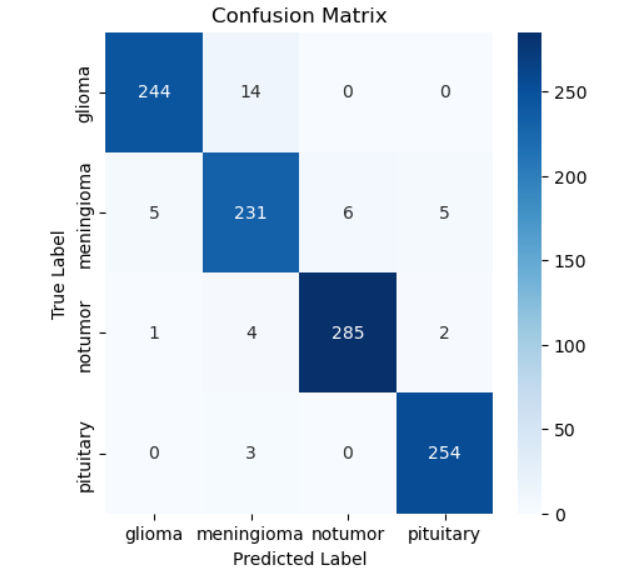 Confusion Matrix
True Label
glioma
244 14 0 0
meningioma
5 231 6 5
notumor
1 4 285 2
pituitary
0 3 0 254
glioma meningioma notumor pituitary
Predicted Label
250
200
150
100
50
0